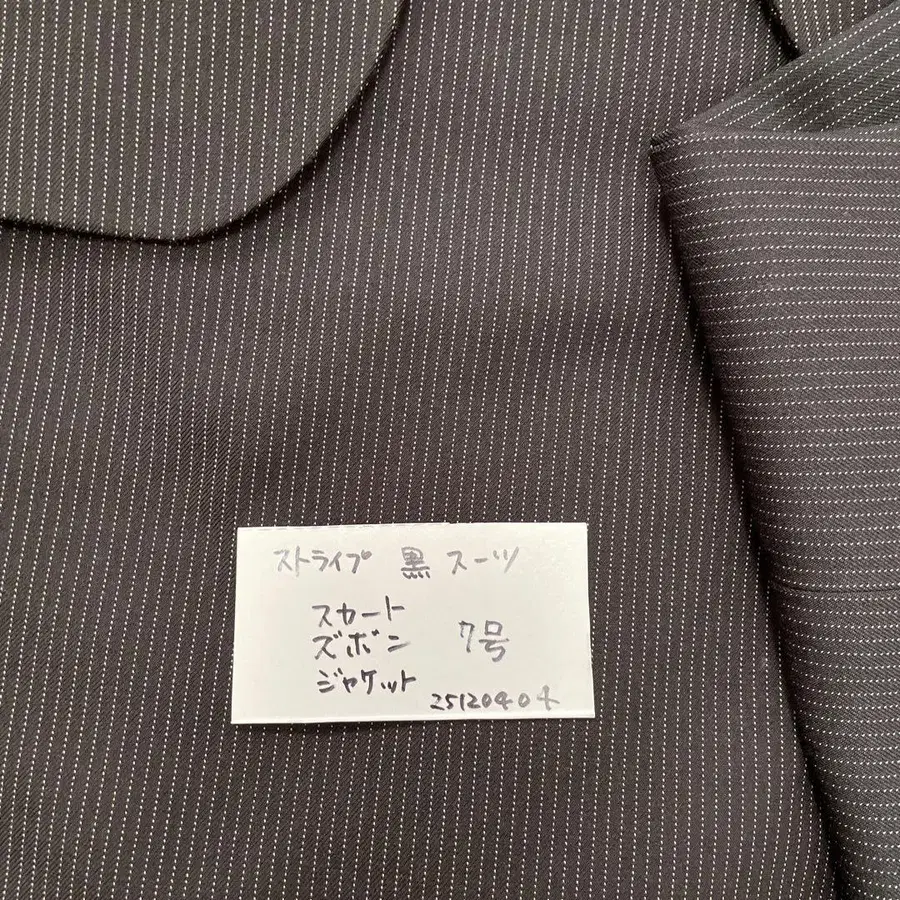 ストライプ 黒 スーツ
スカート
ズボン 7号
ジャケット
25120404